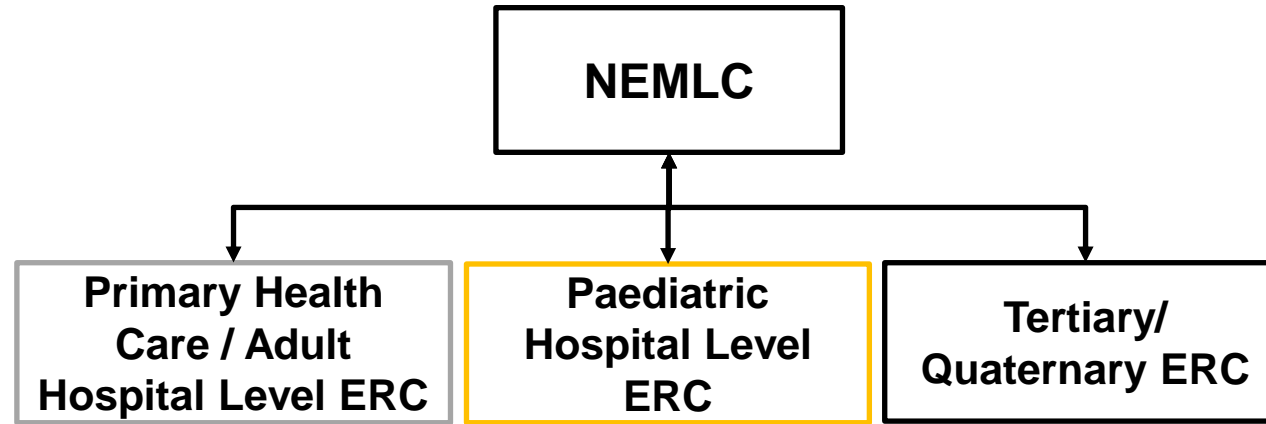 NEMLC
Primary Health
Care / Adult
Hospital Level ERC
Paediatric
Hospital Level
ERC
Tertiary/
Quaternary ERC